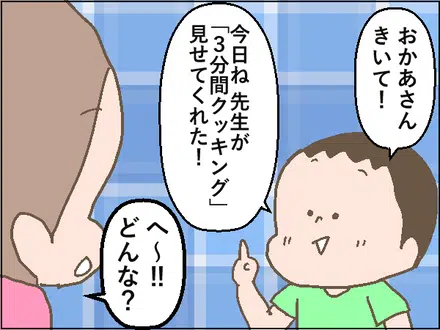 おかあさん
きいて!
今日ね 先生が
「3分間クッキング」
見せてくれた!
へ〜!!
どんな?